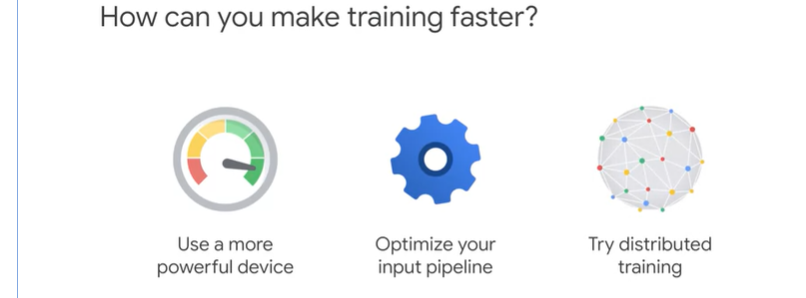 How can you make training faster?
Use a more
powerful device
Optimize your
input pipeline
Try distributed
training